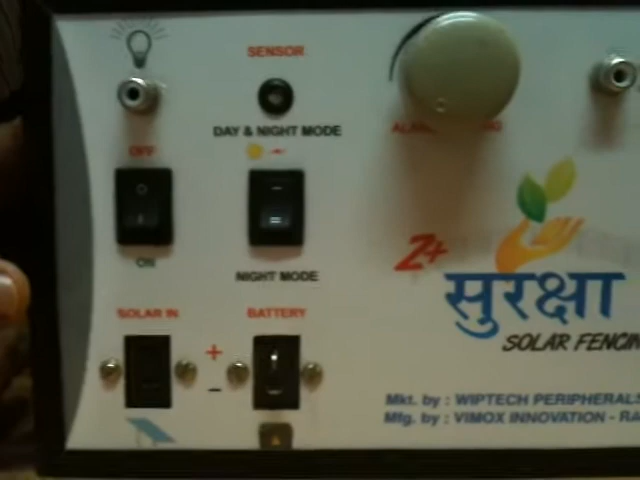 SENSOR
DAY & NIGHT MODE
OFF
ON
NIGHT MODE
SOLAR IN
BATTERY
+
-
Z+
सुरक्षा
SOLAR FENCIN
Mkt. by : WIPTECH PERIPHERALS
Mfg. by : VIMOX INNOVATION - RA